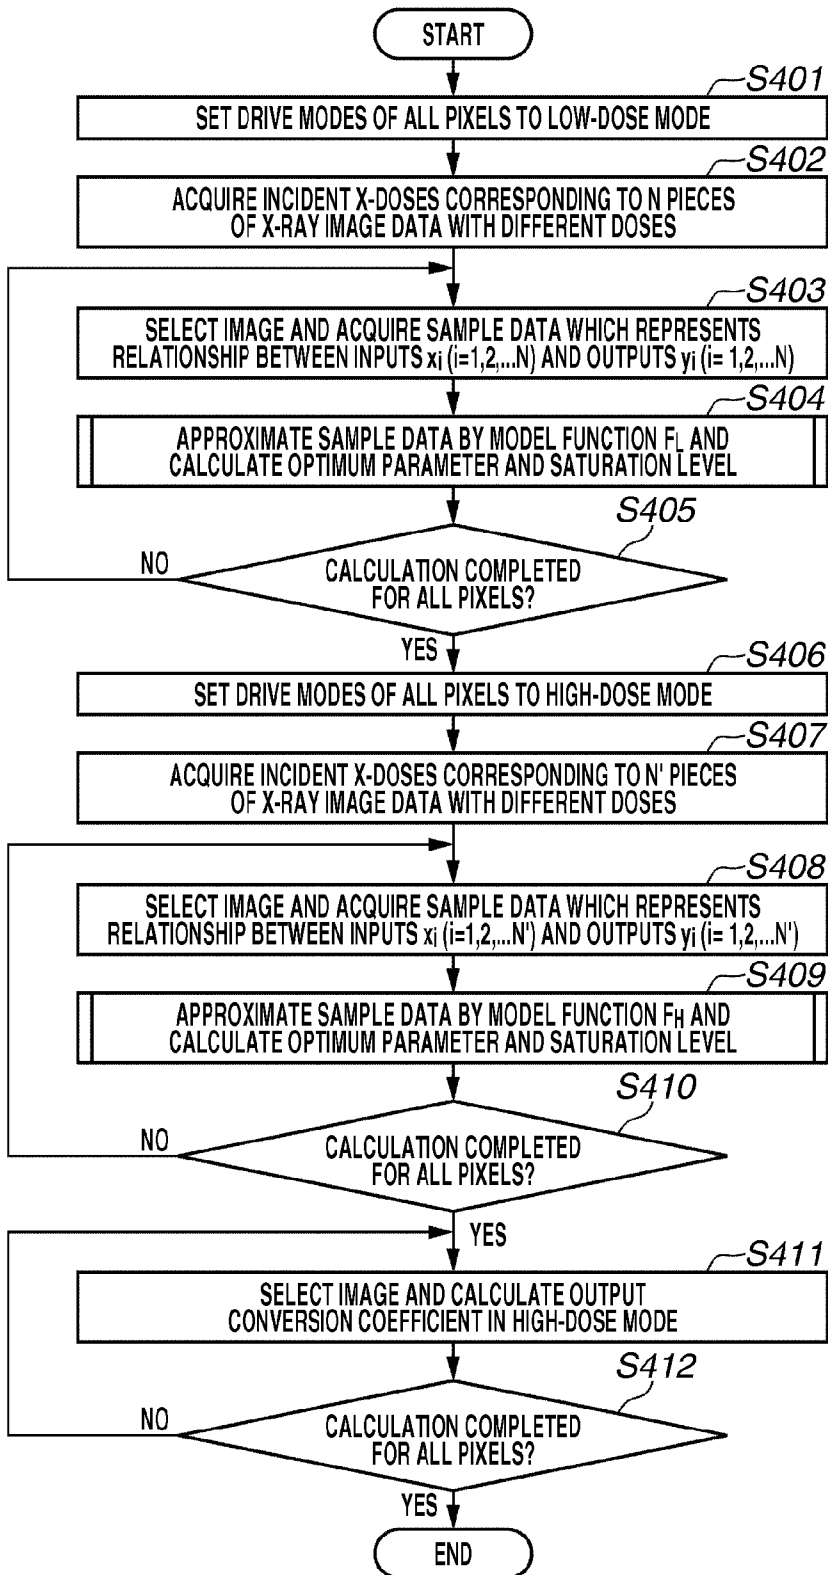 START
S401
SET DRIVE MODES OF ALL PIXELS TO LOW-DOSE MODE
S402
ACQUIRE INCIDENT X-DOSES CORRESPONDING TO N PIECES
OF X-RAY IMAGE DATA WITH DIFFERENT DOSES
S403
SELECT IMAGE AND ACQUIRE SAMPLE DATA WHICH REPRESENTS
RELATIONSHIP BETWEEN INPUTS xi (i=1,2,...N) AND OUTPUTS yi (i= 1,2,...N)
S404
APPROXIMATE SAMPLE DATA BY MODEL FUNCTION FL AND
CALCULATE OPTIMUM PARAMETER AND SATURATION LEVEL
S405
CALCULATION COMPLETED
FOR ALL PIXELS?
NO
YES
S406
SET DRIVE MODES OF ALL PIXELS TO HIGH-DOSE MODE
S407
ACQUIRE INCIDENT X-DOSES CORRESPONDING TO N' PIECES
OF X-RAY IMAGE DATA WITH DIFFERENT DOSES
S408
SELECT IMAGE AND ACQUIRE SAMPLE DATA WHICH REPRESENTS
RELATIONSHIP BETWEEN INPUTS xi (i=1,2,...N') AND OUTPUTS yi (i= 1,2,...N')
S409
APPROXIMATE SAMPLE DATA BY MODEL FUNCTION FH AND
CALCULATE OPTIMUM PARAMETER AND SATURATION LEVEL
S410
CALCULATION COMPLETED
FOR ALL PIXELS?
NO
YES
S411
SELECT IMAGE AND CALCULATE OUTPUT
CONVERSION COEFFICIENT IN HIGH-DOSE MODE
S412
CALCULATION COMPLETED
FOR ALL PIXELS?
NO
YES
END